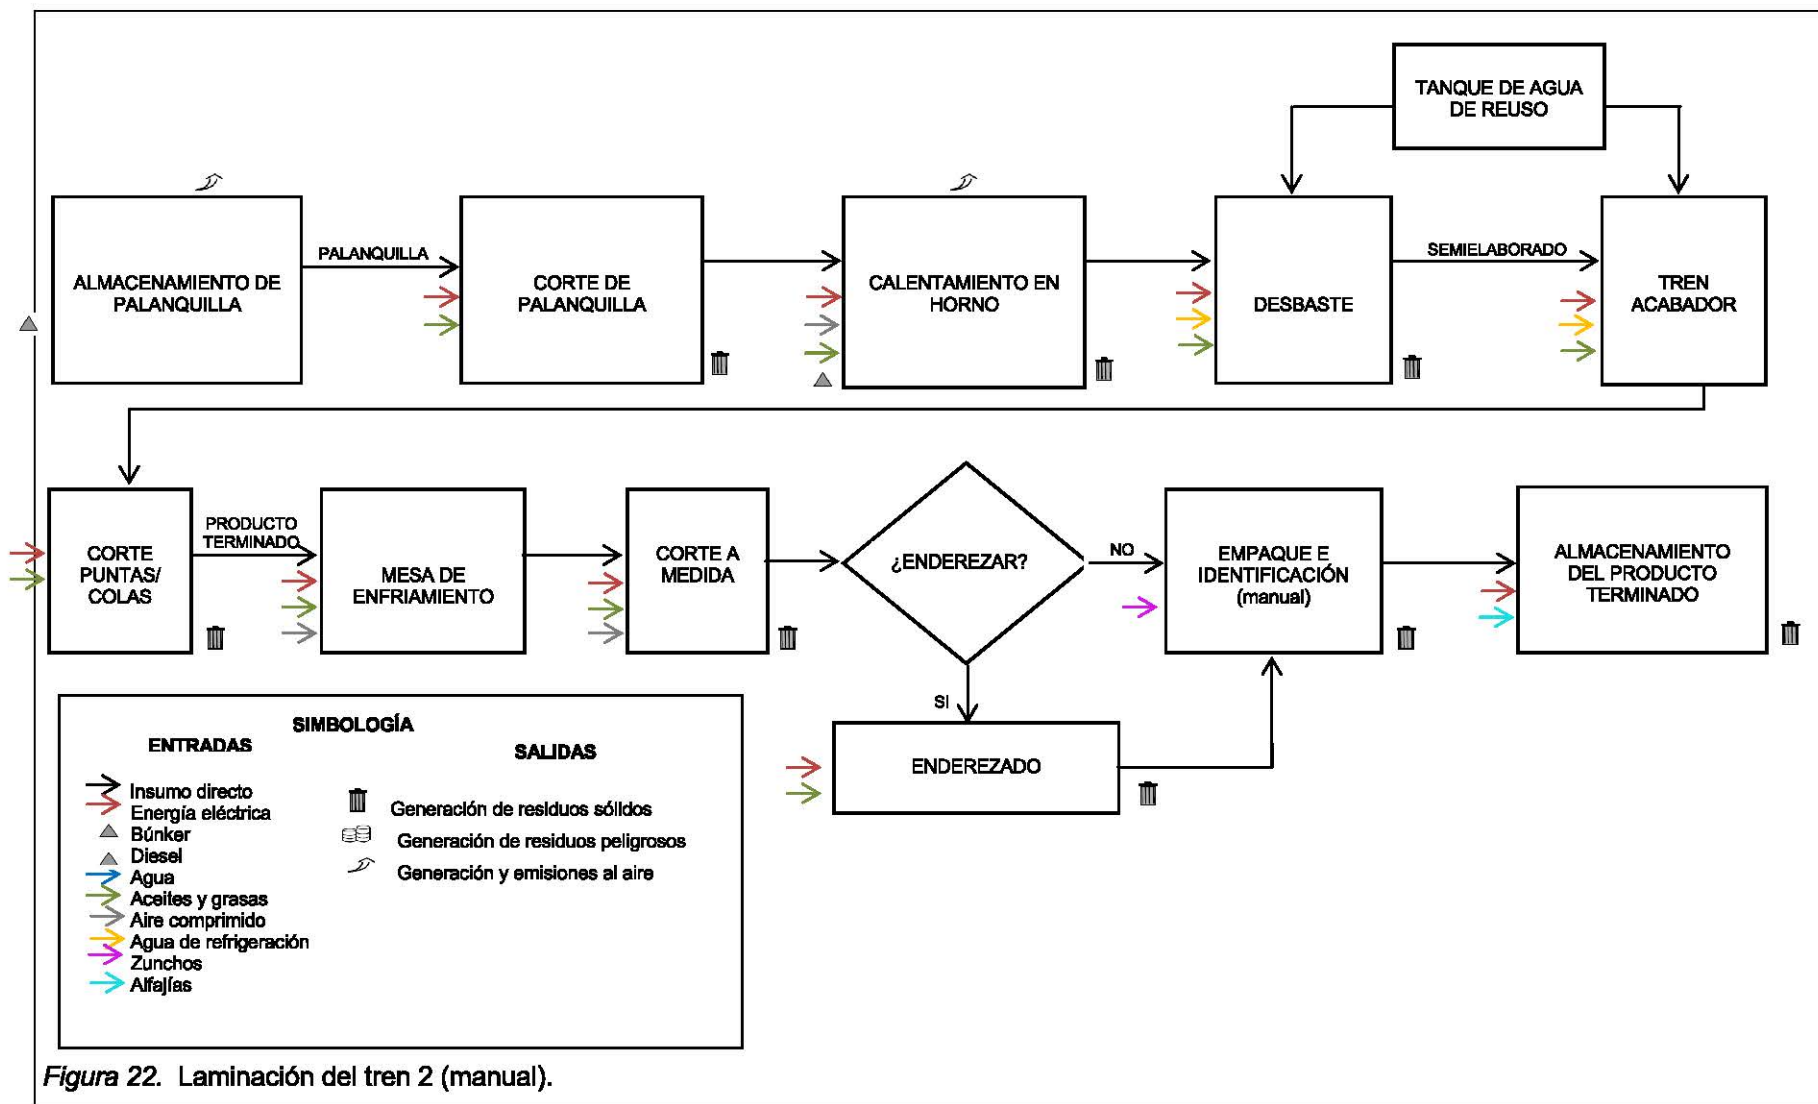 TANQUE DE AGUA
DE REUSO
ALMACENAMIENTO DE
PALANQUILLA
PALANQUILLA
CORTE DE
PALANQUILLA
CALENTAMIENTO EN
HORNO
DESBASTE
SEMIELABORADO
TREN
ACABADOR
CORTE
PUNTAS/
COLAS
PRODUCTO
TERMINADO
MESA DE
ENFRIAMIENTO
CORTE A
MEDIDA
¿ENDEREZAR?
NO
EMPAQUE E
IDENTIFICACIÓN
(manual)
ALMACENAMIENTO
DEL PRODUCTO
TERMINADO
SI
ENDEREZADO
SIMBOLOGÍA
ENTRADAS
Insumo directo
Energía eléctrica
Búnker
Diesel
Agua
Aceites y grasas
Aire comprimido
Agua de refrigeración
Zunchos
Alfajías
SALIDAS
Generación de residuos sólidos
Generación de residuos peligrosos
Generación y emisiones al aire
Figura 22. Laminación del tren 2 (manual).